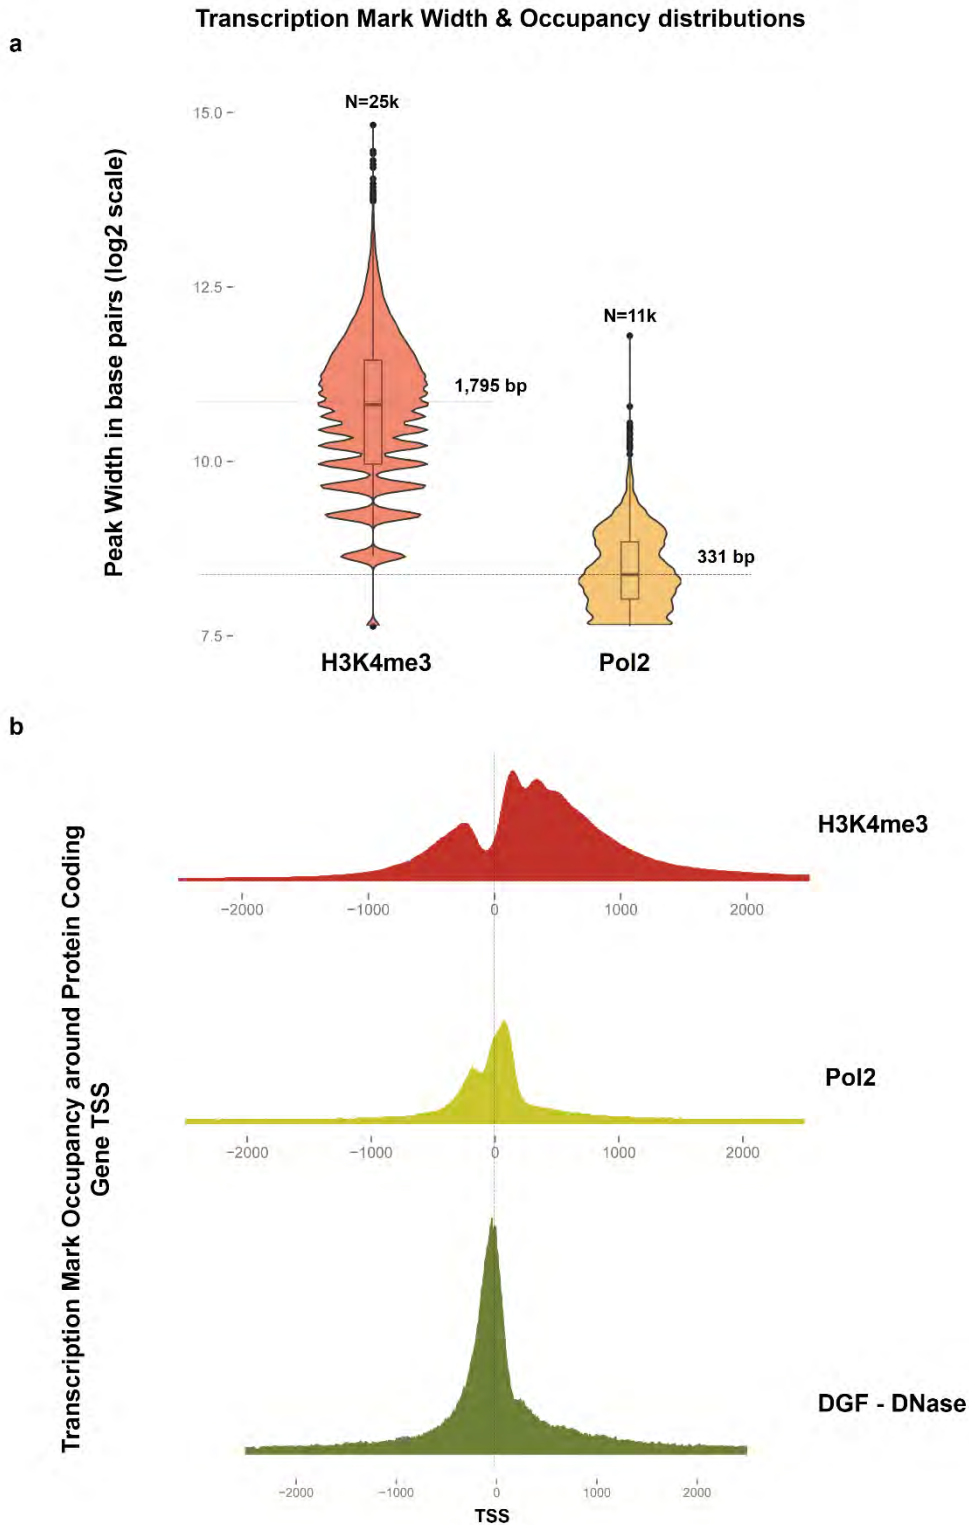 Transcription Mark Width & Occupancy distributions
a
Peak Width in base pairs (log2 scale)
15.0
12.5
10.0
7.5
N=25k
N=11k
1,795 bp
331 bp
H3K4me3
Pol2
b
Transcription Mark Occupancy around Protein Coding
Gene TSS
H3K4me3
−2000 −1000 0 1000 2000
Pol2
−2000 −1000 0 1000 2000
DGF - DNase
−2000 −1000 0 1000 2000
TSS